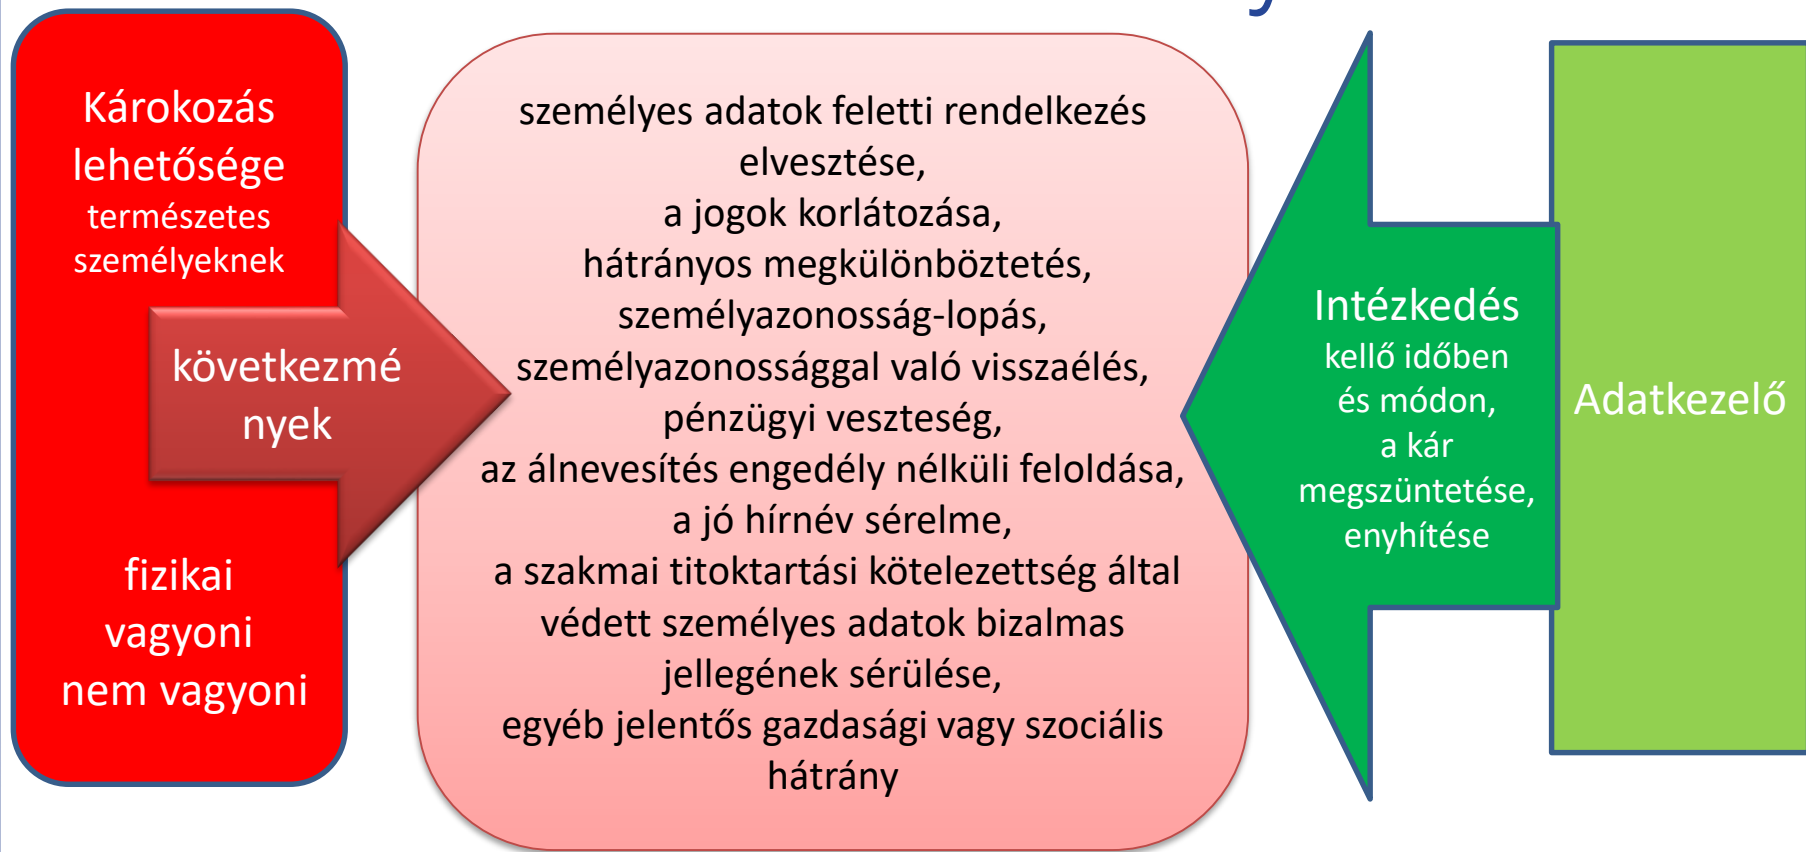 Károkozás
lehetősége
természetes
személyeknek
következmé
nyek
fizikai
vagyoni
nem vagyoni
személyes adatok feletti rendelkezés
elvesztése,
a jogok korlátozása,
hátrányos megkülönböztetés,
személyazonosság-lopás,
személyazonossággal való visszaélés,
pénzügyi veszteség,
az álnevesítés engedély nélküli feloldása,
a jó hírnév sérelme,
a szakmai titoktartási kötelezettség által
védett személyes adatok bizalmas
jellegének sérülése,
egyéb jelentős gazdasági vagy szociális
hátrány
Intézkedés
kellő időben
és módon,
a kár
megszüntetése,
enyhítése
Adatkezelő